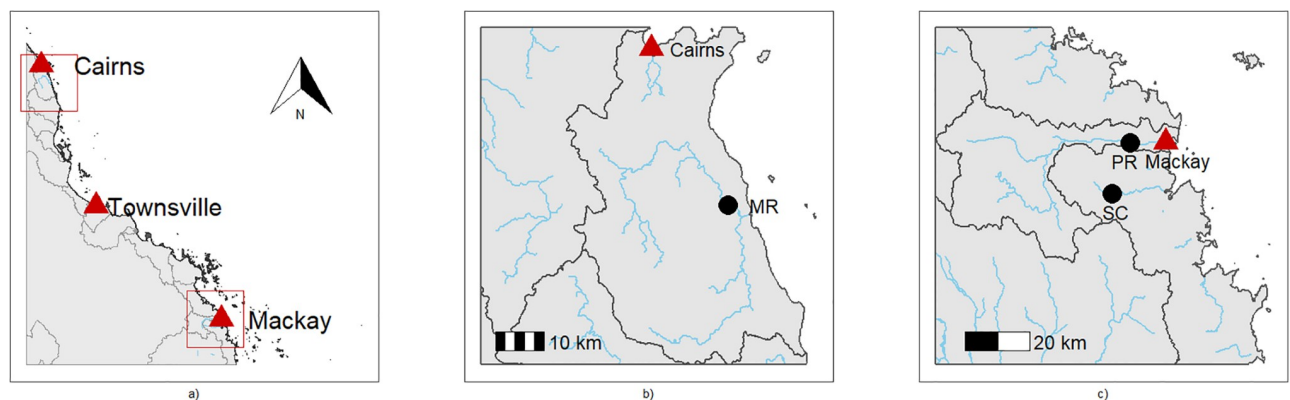 Cairns
N
Townsville
Mackay
a)
Cairns
MR
10 km
b)
PR Mackay
SC
20 km
c)